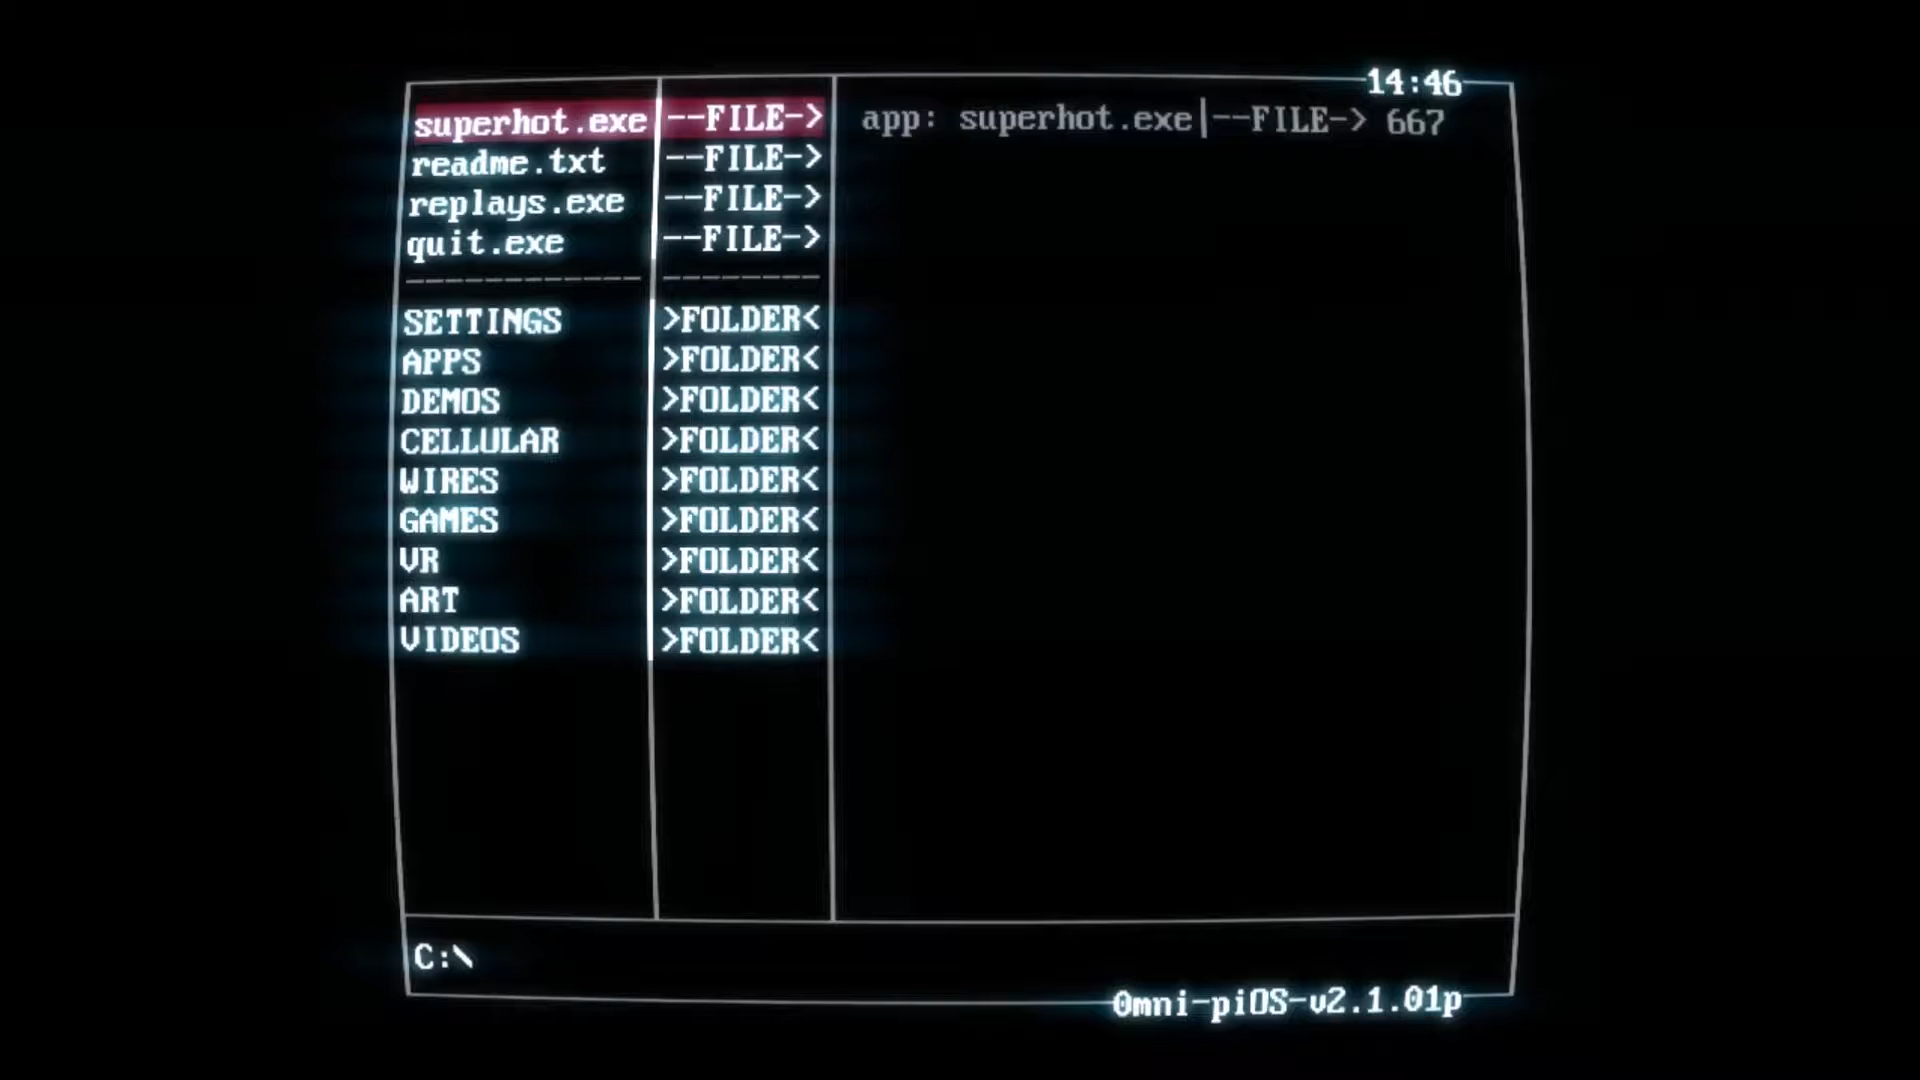 14:46
superhot.exe|--FILE-> app: superhot.exe|--FILE-> 667
readme.txt --FILE->
replays.exe --FILE->
quit.exe --FILE->
------------ --------
SETTINGS >FOLDER<
APPS >FOLDER<
DEMOS >FOLDER<
CELLULAR >FOLDER<
WIRES >FOLDER<
GAMES >FOLDER<
VR >FOLDER<
ART >FOLDER<
VIDEOS >FOLDER<
C:\
0mni-piOS-v2.1.01p